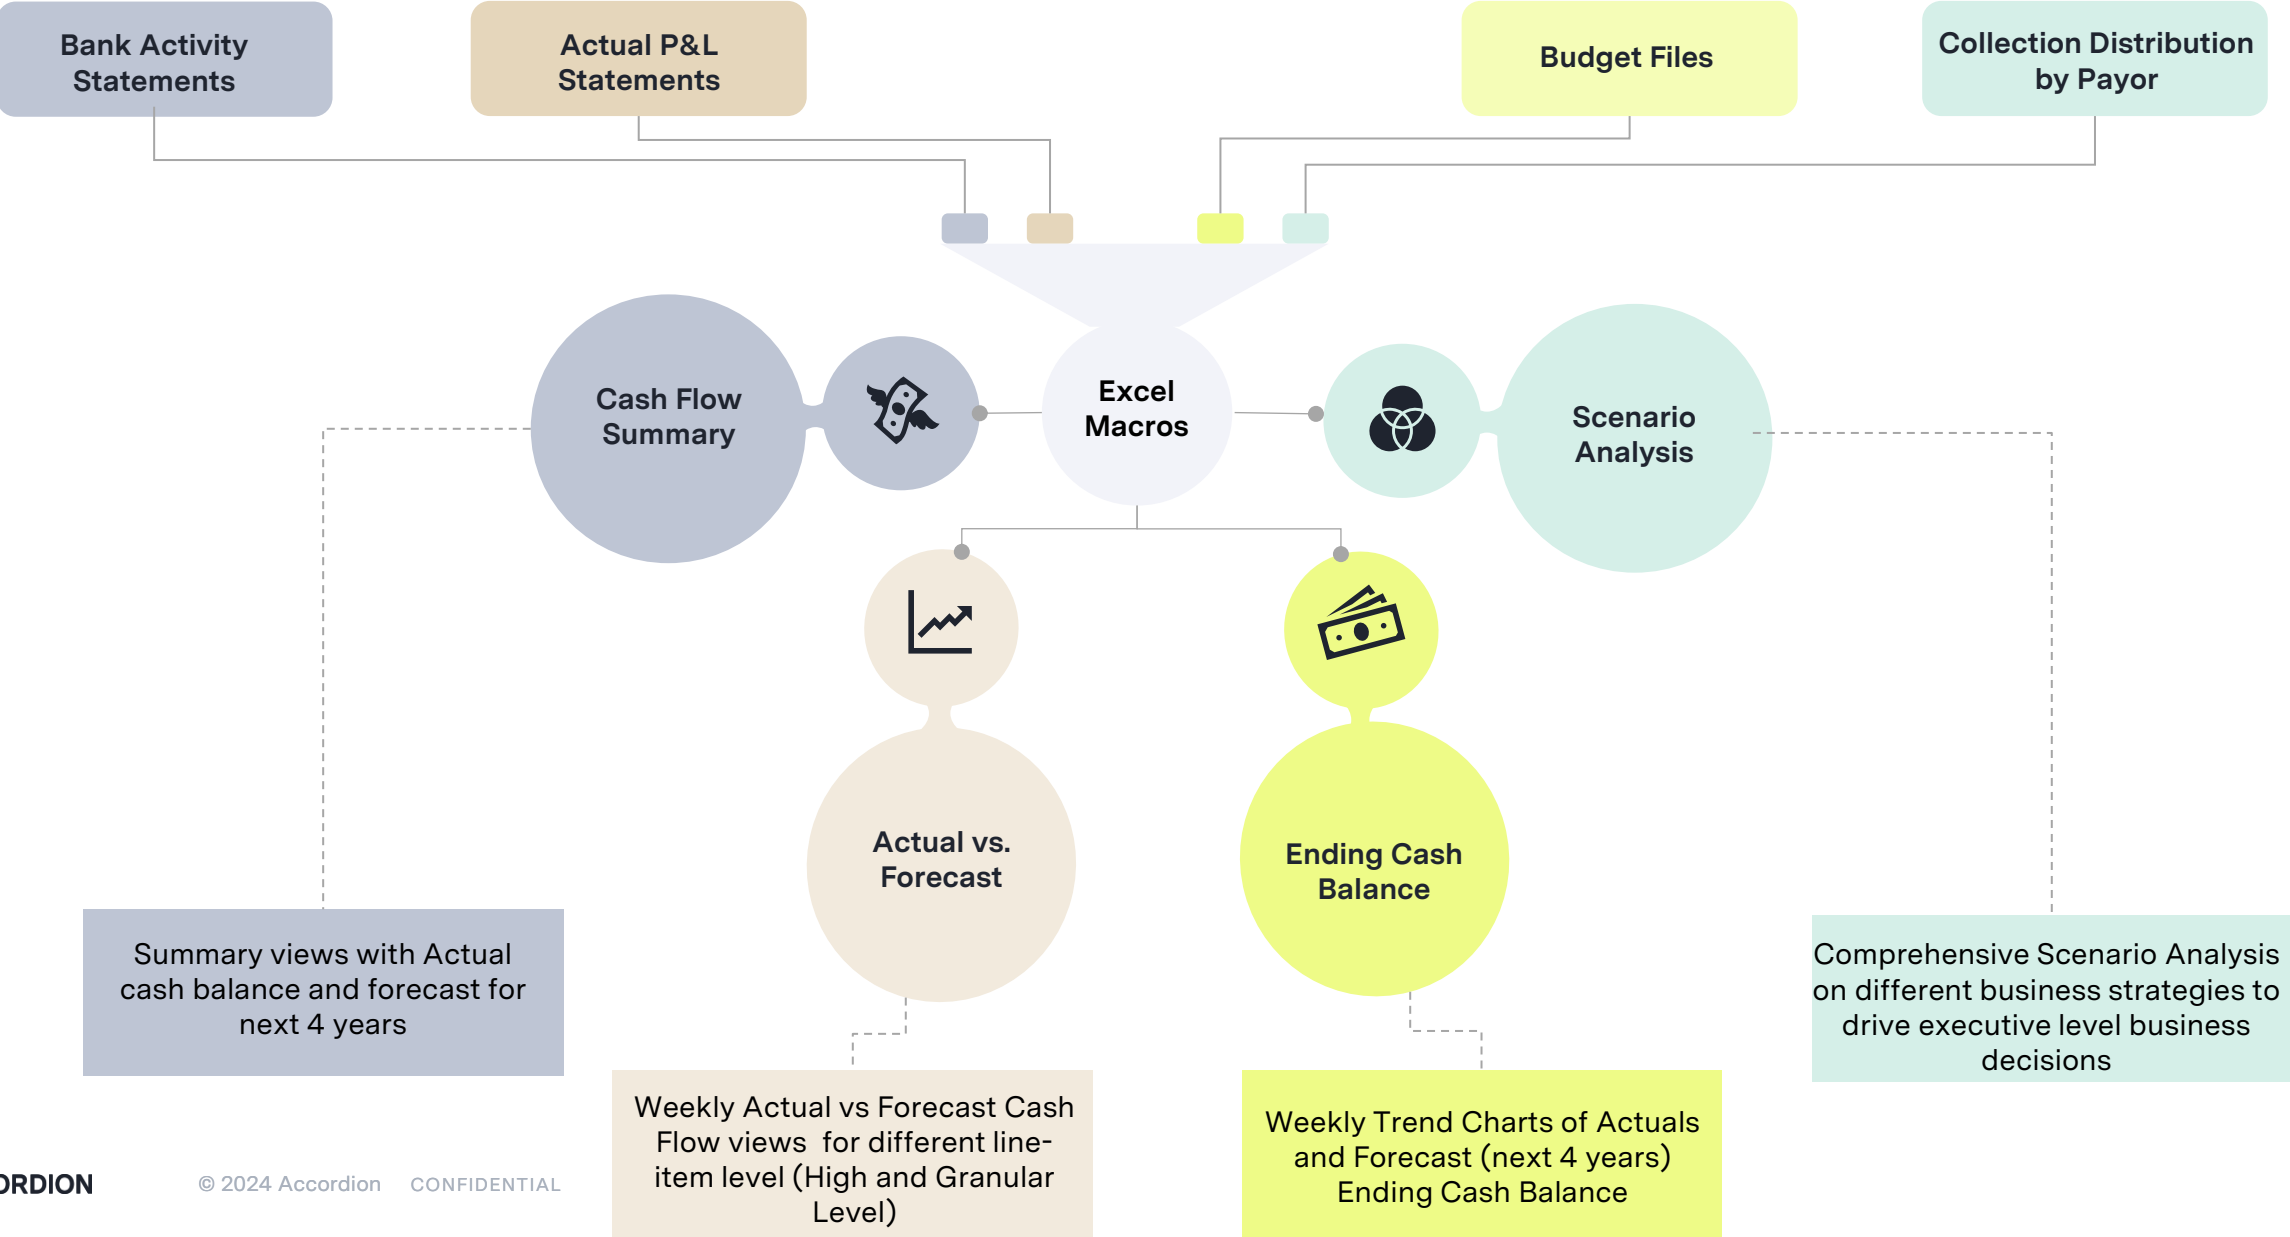 Bank Activity
Statements
Actual P&L
Statements
Budget Files
Collection Distribution
by Payor
Cash Flow
Summary
Excel
Macros
Scenario
Analysis
Actual vs.
Forecast
Ending Cash
Balance
Summary views with Actual
cash balance and forecast for
next 4 years
Weekly Actual vs Forecast Cash
Flow views  for different line-
item level (High and Granular
Level)
Weekly Trend Charts of Actuals
and Forecast (next 4 years)
Ending Cash Balance
Comprehensive Scenario Analysis
on different business strategies to
drive executive level business
decisions
ORDION
© 2024 Accordion CONFIDENTIAL